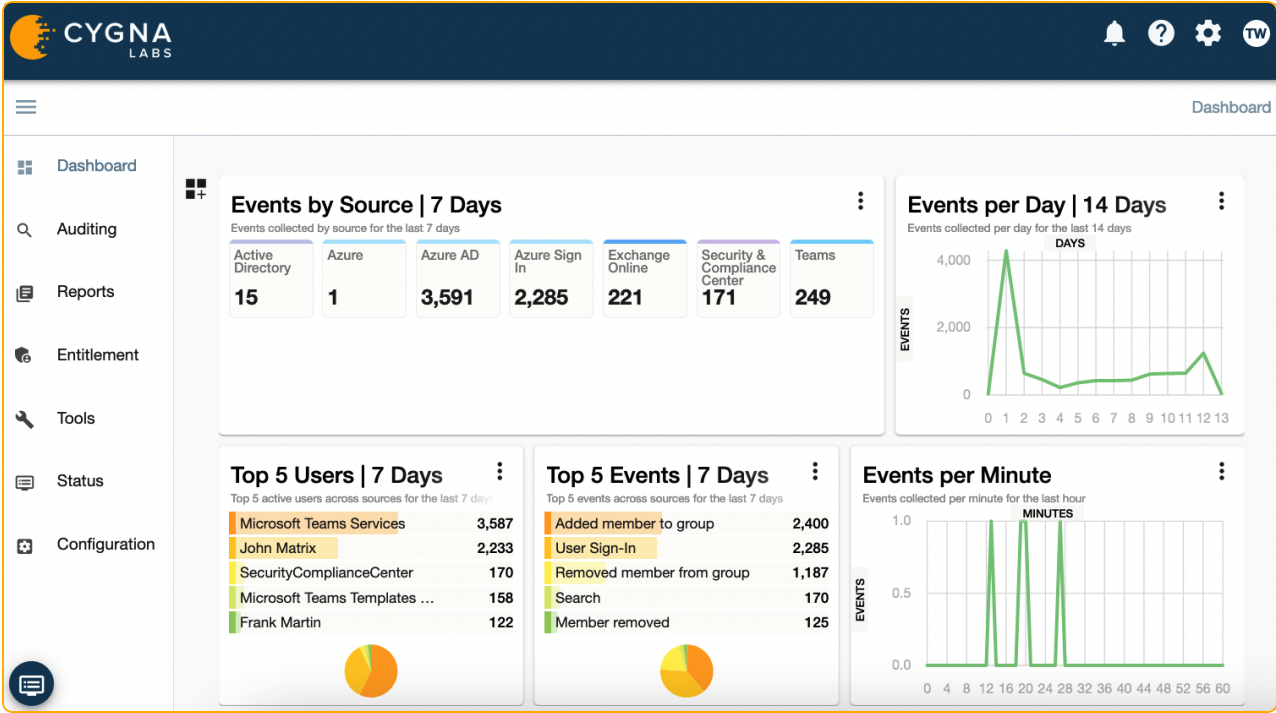 CYGNA
LABS
TW
Dashboard
Dashboard
Auditing
Reports
Entitlement
Tools
Status
Configuration
Events by Source | 7 Days
Events collected by source for the last 7 days
Active
Directory
15
Azure
1
Azure AD
3,591
Azure Sign
In
2,285
Exchange
Online
221
Security &
Compliance
Center
171
Teams
249
Events per Day | 14 Days
Events collected per day for the last 14 days
DAYS
EVENTS
4,000
2,000
0
0 1 2 3 4 5 6 7 8 9 10 11 12 13
Top 5 Users | 7 Days
Top 5 active users across sources for the last 7 days
Microsoft Teams Services 3,587
John Matrix 2,233
SecurityComplianceCenter 170
Microsoft Teams Templates ... 158
Frank Martin 122
Top 5 Events | 7 Days
Top 5 events across sources for the last 7 days
Added member to group 2,400
User Sign-In 2,285
Removed member from group 1,187
Search 170
Member removed 125
Events per Minute
Events collected per minute for the last hour
MINUTES
EVENTS
1.0
0.5
0.0
0 4 8 12 16 20 24 28 32 36 40 44 48 52 56 60